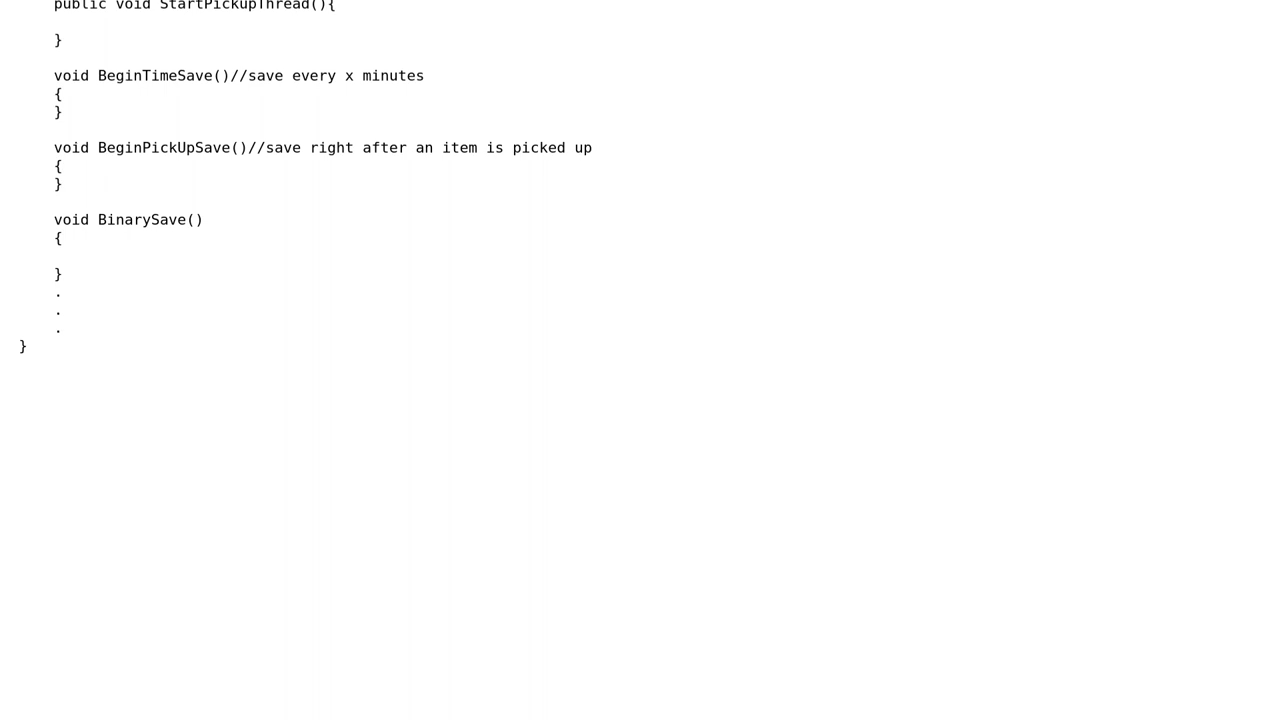 public void StartPickupThread(){
}
void BeginTimeSave()//save every x minutes
{
}
void BeginPickUpSave()//save right after an item is picked up
{
}
void BinarySave()
{
}
.
.
.
}